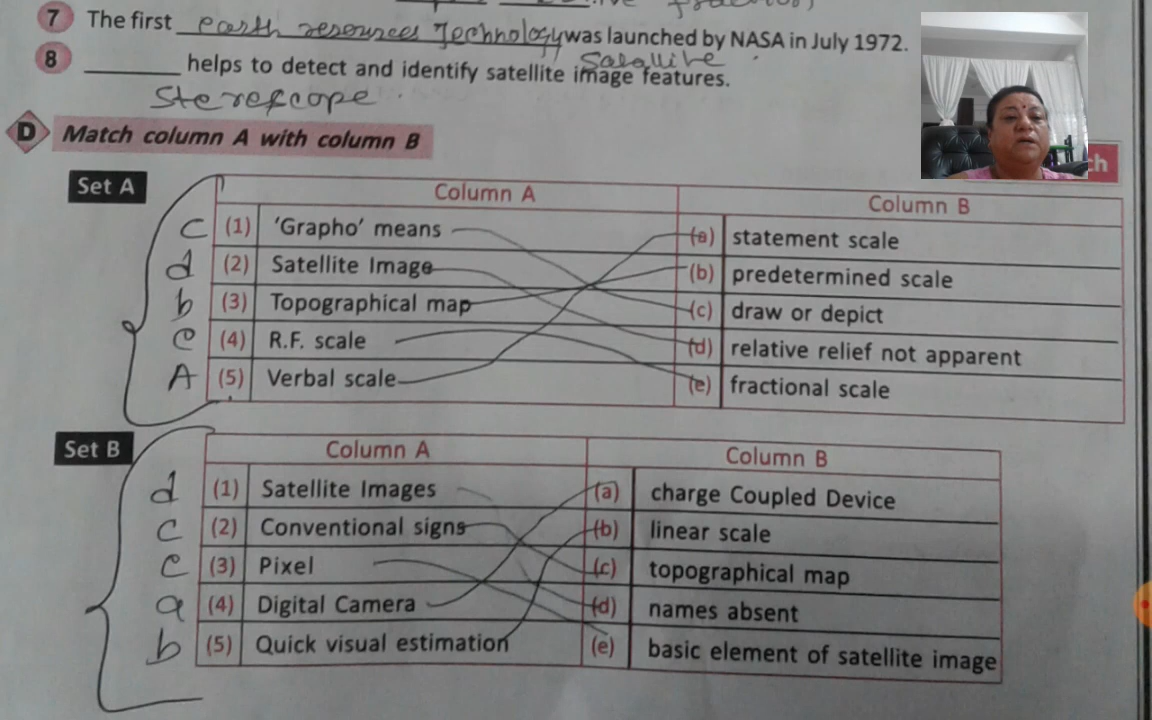 7 The first earth resources Technology was launched by NASA in July 1972.
Satallite
8 ______ helps to detect and identify satellite image features.
Sterescope.
D Match column A with column B
Set A
Column A Column B
c (1) 'Grapho' means (a) statement scale
d (2) Satellite Image (b) predetermined scale
b (3) Topographical map (c) draw or depict
e (4) R.F. scale (d) relative relief not apparent
A (5) Verbal scale (e) fractional scale
Set B
Column A Column B
d (1) Satellite Images (a) charge Coupled Device
c (2) Conventional signs (b) linear scale
e (3) Pixel (c) topographical map
a (4) Digital Camera (d) names absent
b (5) Quick visual estimation (e) basic element of satellite image